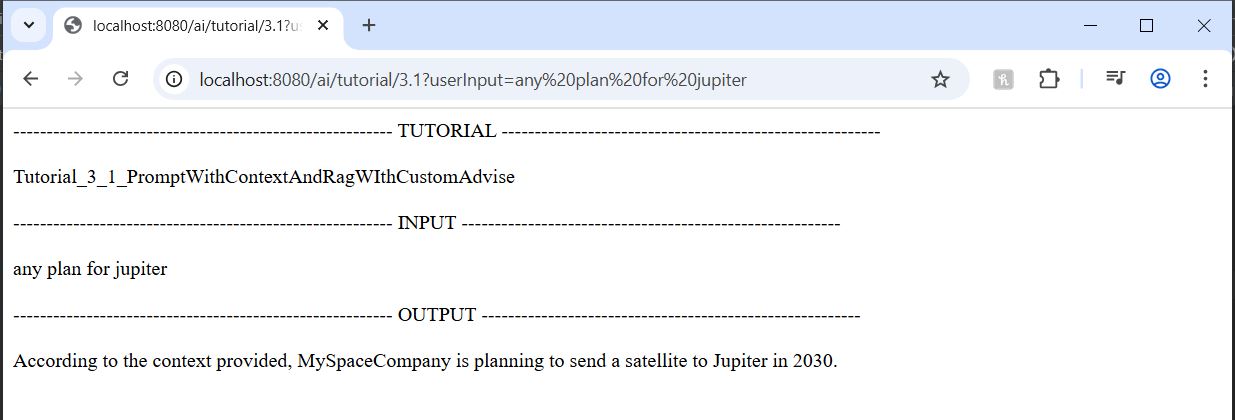 localhost:8080/ai/tutorial/3.1?us
localhost:8080/ai/tutorial/3.1?userInput=any%20plan%20for%20jupiter
--------------------------------------------------------- TUTORIAL ---------------------------------------------------------
Tutorial_3_1_PromptWithContextAndRagWIthCustomAdvise
--------------------------------------------------------- INPUT ---------------------------------------------------------
any plan for jupiter
--------------------------------------------------------- OUTPUT ---------------------------------------------------------
According to the context provided, MySpaceCompany is planning to send a satellite to Jupiter in 2030.